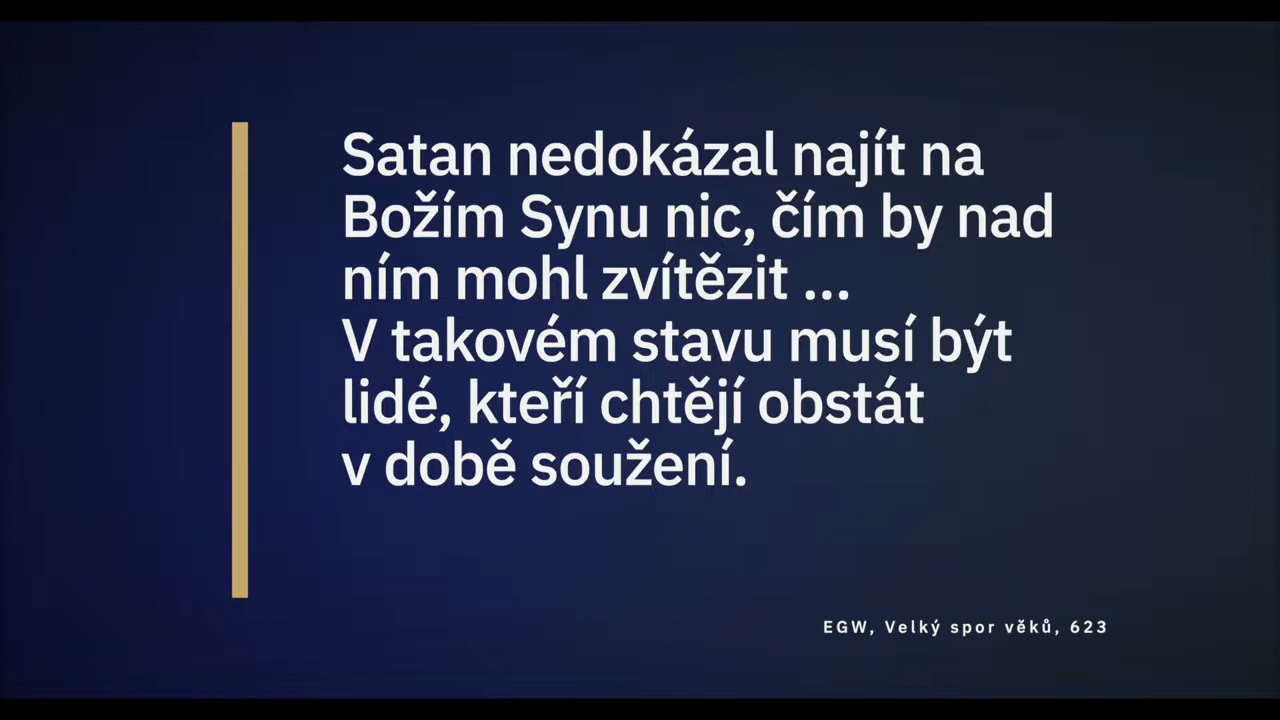 Satan nedokázal najít na
Božím Synu nic, čím by nad
ním mohl zvítězit ...
V takovém stavu musí být
lidé, kteří chtějí obstát
v době soužení.
EGW, Velký spor věků, 623